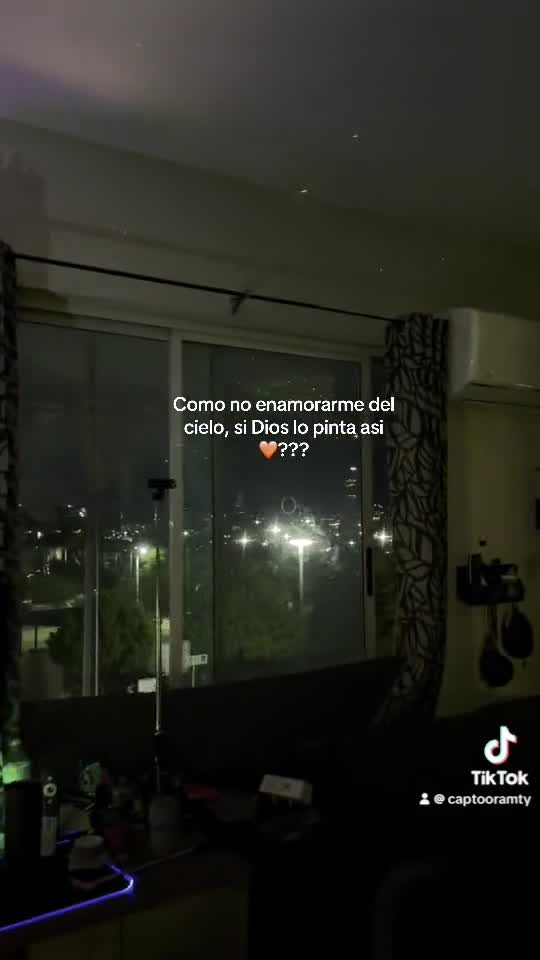 Como no enamorarme del
cielo, si Dios lo pinta asi
❤️???
TikTok
@ captooramty